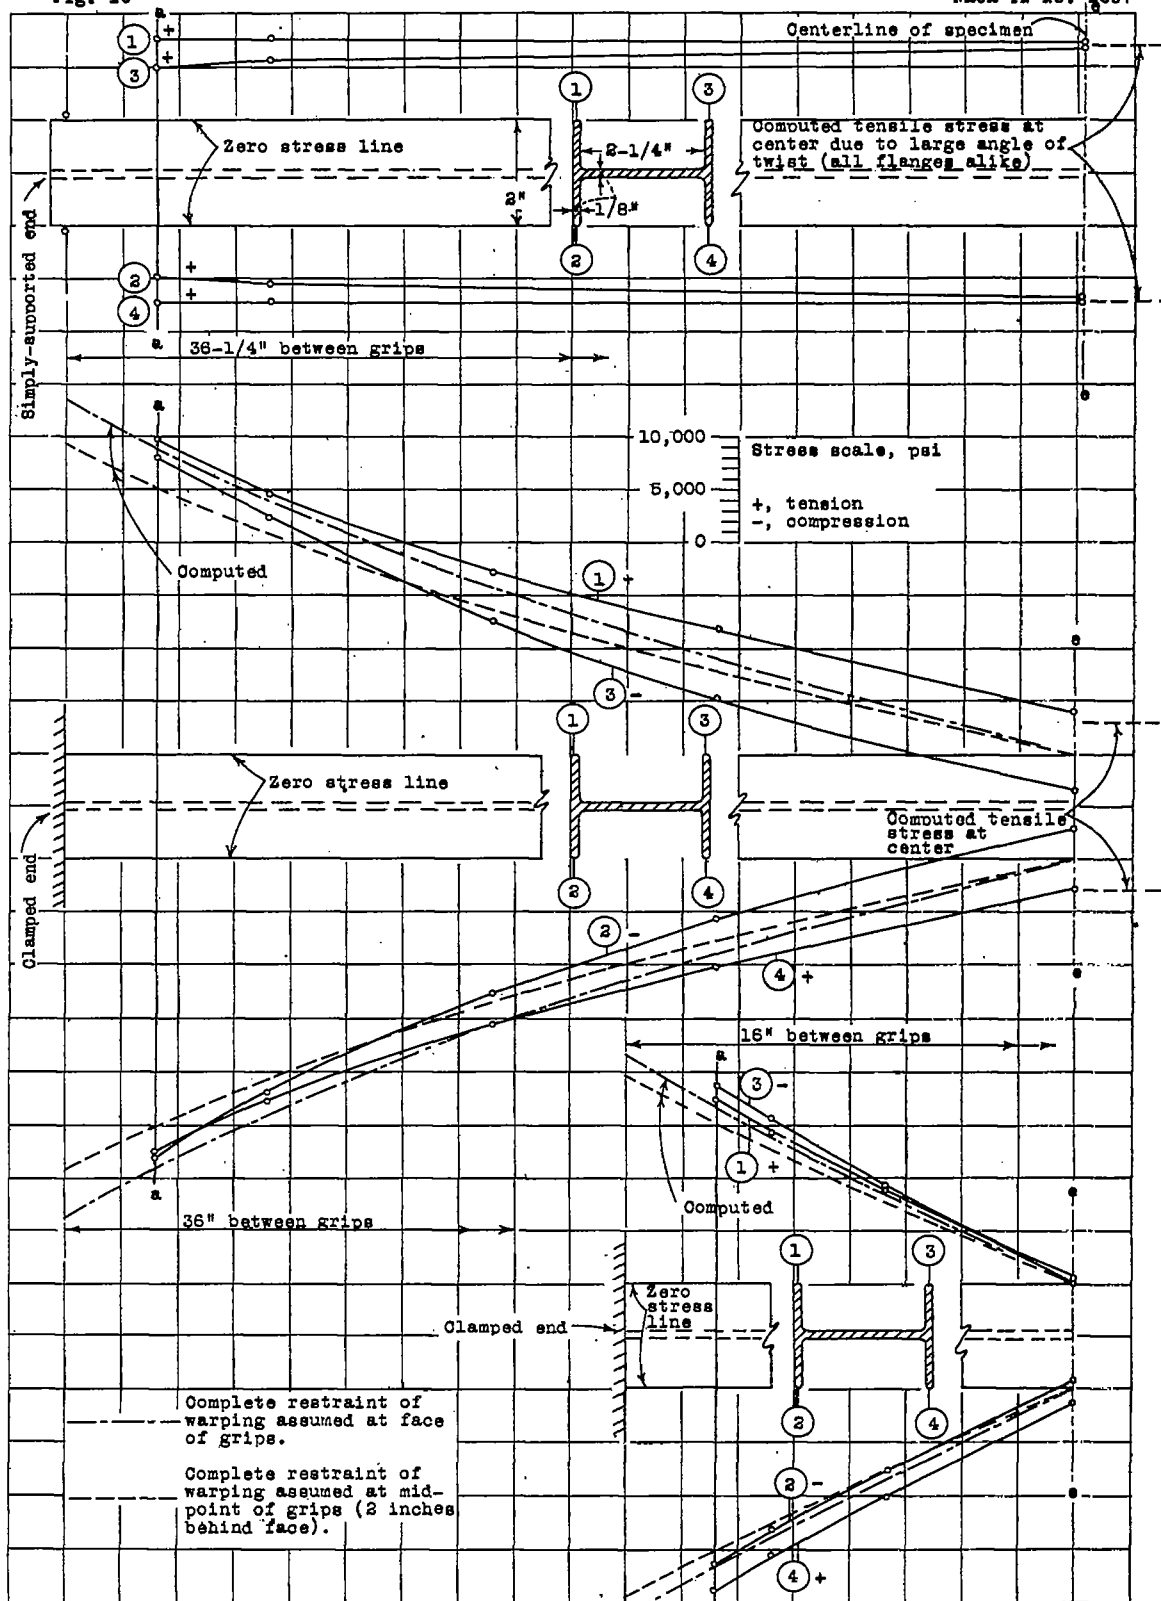 a
Centerline of specimen
1 +
3 +
1
3
Zero stress line
2-1/4"
2"
1/8"
Computed tensile stress at
center due to large angle of
twist (all flanges alike)
Simply-supported end
2
4
2 +
4 +
a
36-1/4" between grips
e
a
10,000
5,000
0
Stress scale, psi
+, tension
-, compression
Computed
1 +
3 -
e
1
3
Zero stress line
Computed tensile
stress at
center
Clamped end
2
4
2 -
4 +
e
16" between grips
a
3 -
1 +
Computed
a
36" between grips
e
1
3
Zero
stress
line
Clamped end
2
4
Complete restraint of
warping assumed at face
of grips.
Complete restraint of
warping assumed at mid-
point of grips (2 inches
behind face).
2 -
e
4 +